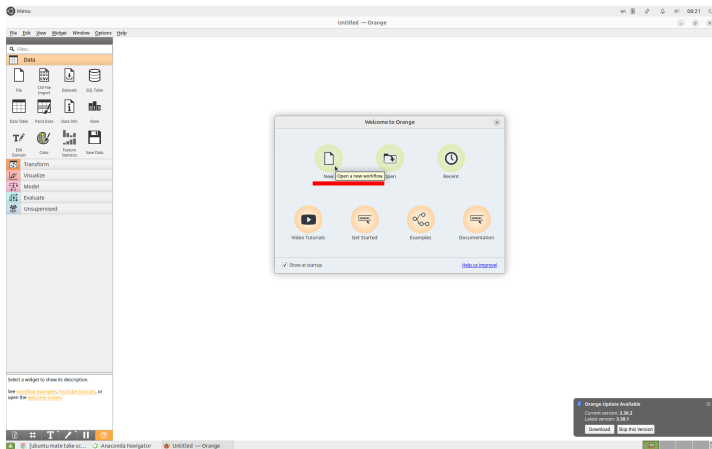 Menu
en
08:21
Untitled — Orange
File Edit View Widget Window Options Help
Filter...
Data
File
CSV File Import
Datasets
SQL Table
Data Table
Paint Data
Data Info
Rank
Edit Domain
Color
Feature Statistics
Save Data
Transform
Visualize
Model
Evaluate
Unsupervised
Welcome to Orange
New
Open a new workflow
Open
Recent
Video Tutorials
Get Started
Examples
Documentation
Show at startup
Help us improve!
Select a widget to show its description.
See workflow examples, YouTube tutorials, or
open the welcome screen.
Orange Update Available
Current version: 3.36.2
Latest version: 3.38.1
Download
Skip this Version
[ubuntu mate take sc...
Anaconda Navigator
Untitled — Orange